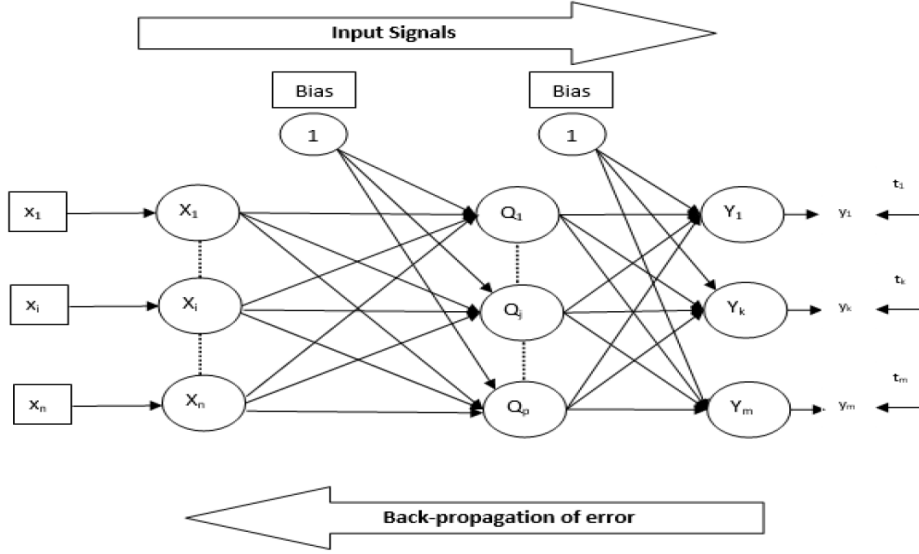 Input Signals
Bias Bias
1 1
x₁ X₁ Q₁ Y₁ y₁ t₁
xᵢ Xᵢ Qⱼ Yₖ yₖ tₖ
xₙ Xₙ Qₚ Yₘ yₘ tₘ
Back-propagation of error